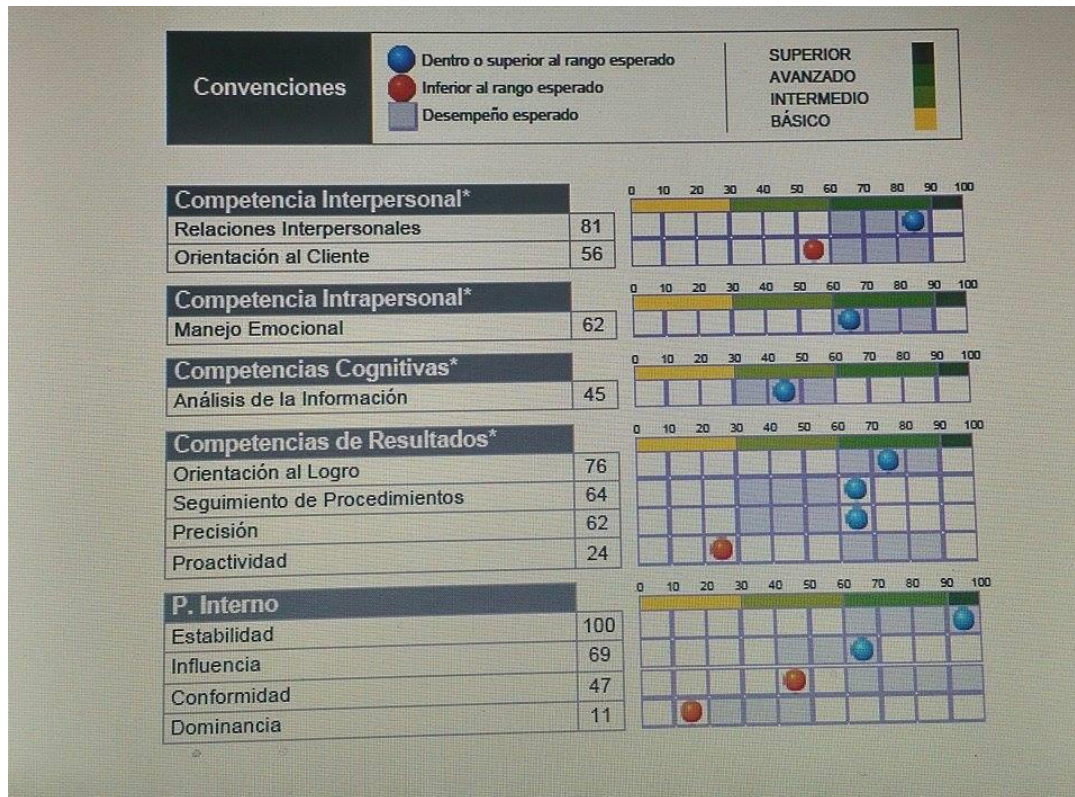 Convenciones
Dentro o superior al rango esperado
Inferior al rango esperado
Desempeño esperado
SUPERIOR
AVANZADO
INTERMEDIO
BÁSICO
Competencia Interpersonal*
0 10 20 30 40 50 60 70 80 90 100
Relaciones Interpersonales 81
Orientación al Cliente 56
Competencia Intrapersonal*
0 10 20 30 40 50 60 70 80 90 100
Manejo Emocional 62
Competencias Cognitivas*
0 10 20 30 40 50 60 70 80 90 100
Análisis de la Información 45
Competencias de Resultados*
0 10 20 30 40 50 60 70 80 90 100
Orientación al Logro 76
Seguimiento de Procedimientos 64
Precisión 62
Proactividad 24
P. Interno
0 10 20 30 40 50 60 70 80 90 100
Estabilidad 100
Influencia 69
Conformidad 47
Dominancia 11